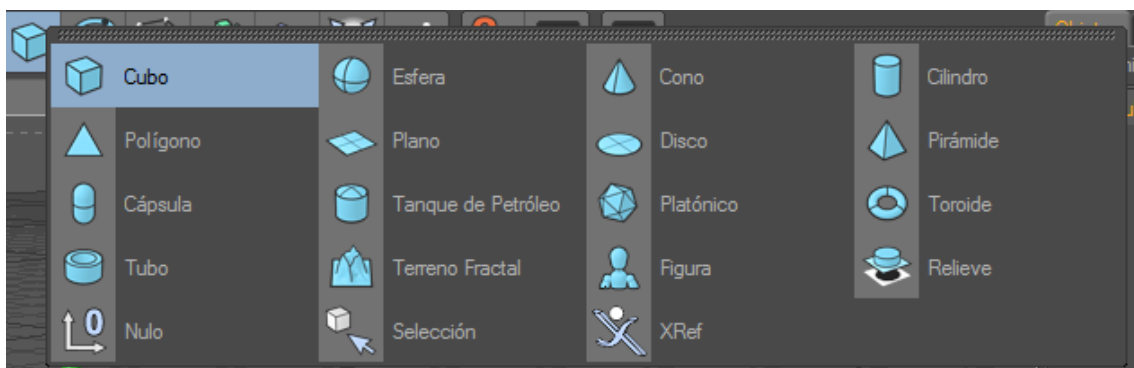 Cubo Esfera Cono Cilindro
Polígono Plano Disco Pirámide
Cápsula Tanque de Petróleo Platónico Toroide
Tubo Terreno Fractal Figura Relieve
0
Nulo Selección XRef